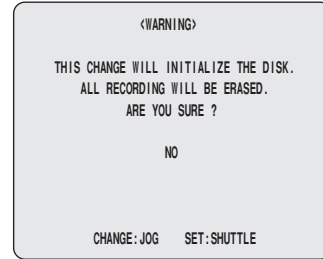 <WARNING>
THIS CHANGE WILL INITIALIZE THE DISK.
ALL RECORDING WILL BE ERASED.
ARE YOU SURE ?
NO
CHANGE:JOG SET:SHUTTLE